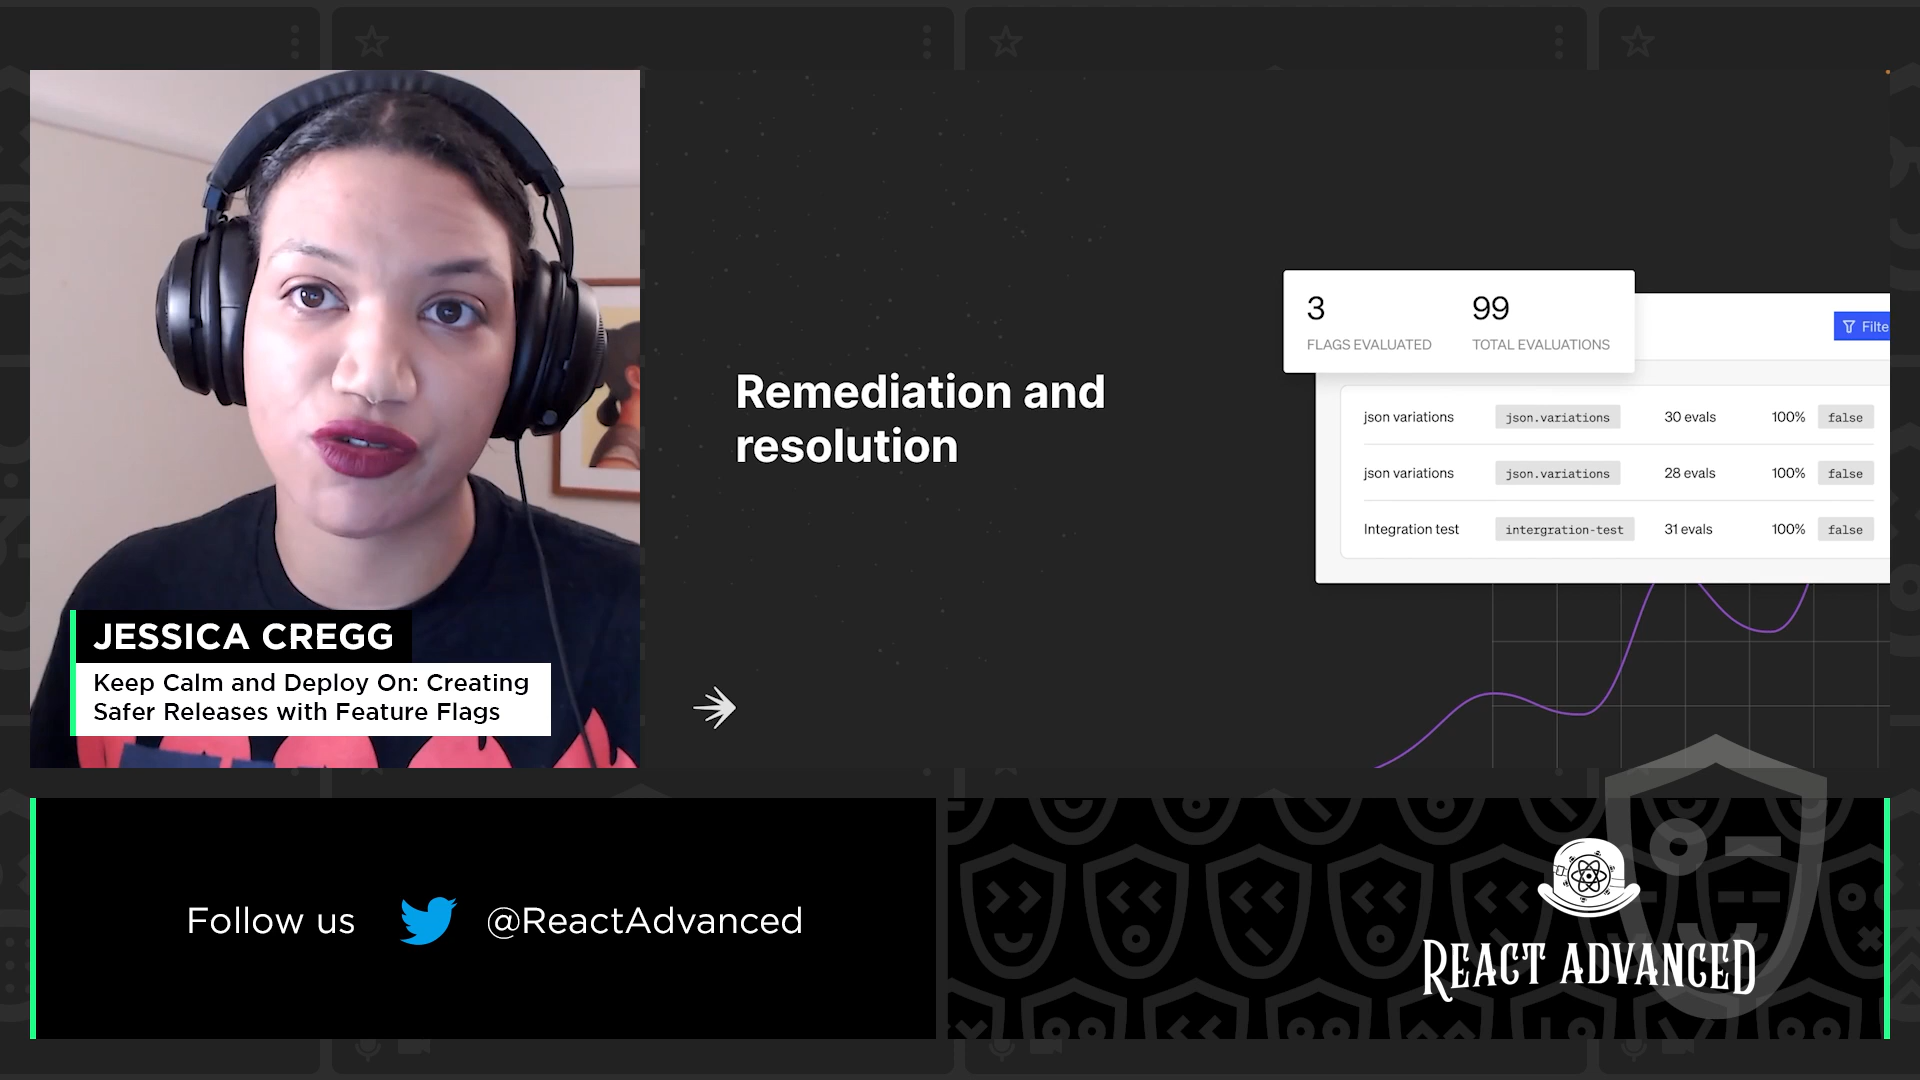 Remediation and
resolution
3
99
FLAGS EVALUATED
TOTAL EVALUATIONS
Filte
json variations
json.variations
30 evals
100%
false
json variations
json.variations
28 evals
100%
false
Integration test
intergration-test
31 evals
100%
false
JESSICA CREGG
Keep Calm and Deploy On: Creating
Safer Releases with Feature Flags
Follow us
@ReactAdvanced
REACT ADVANCED